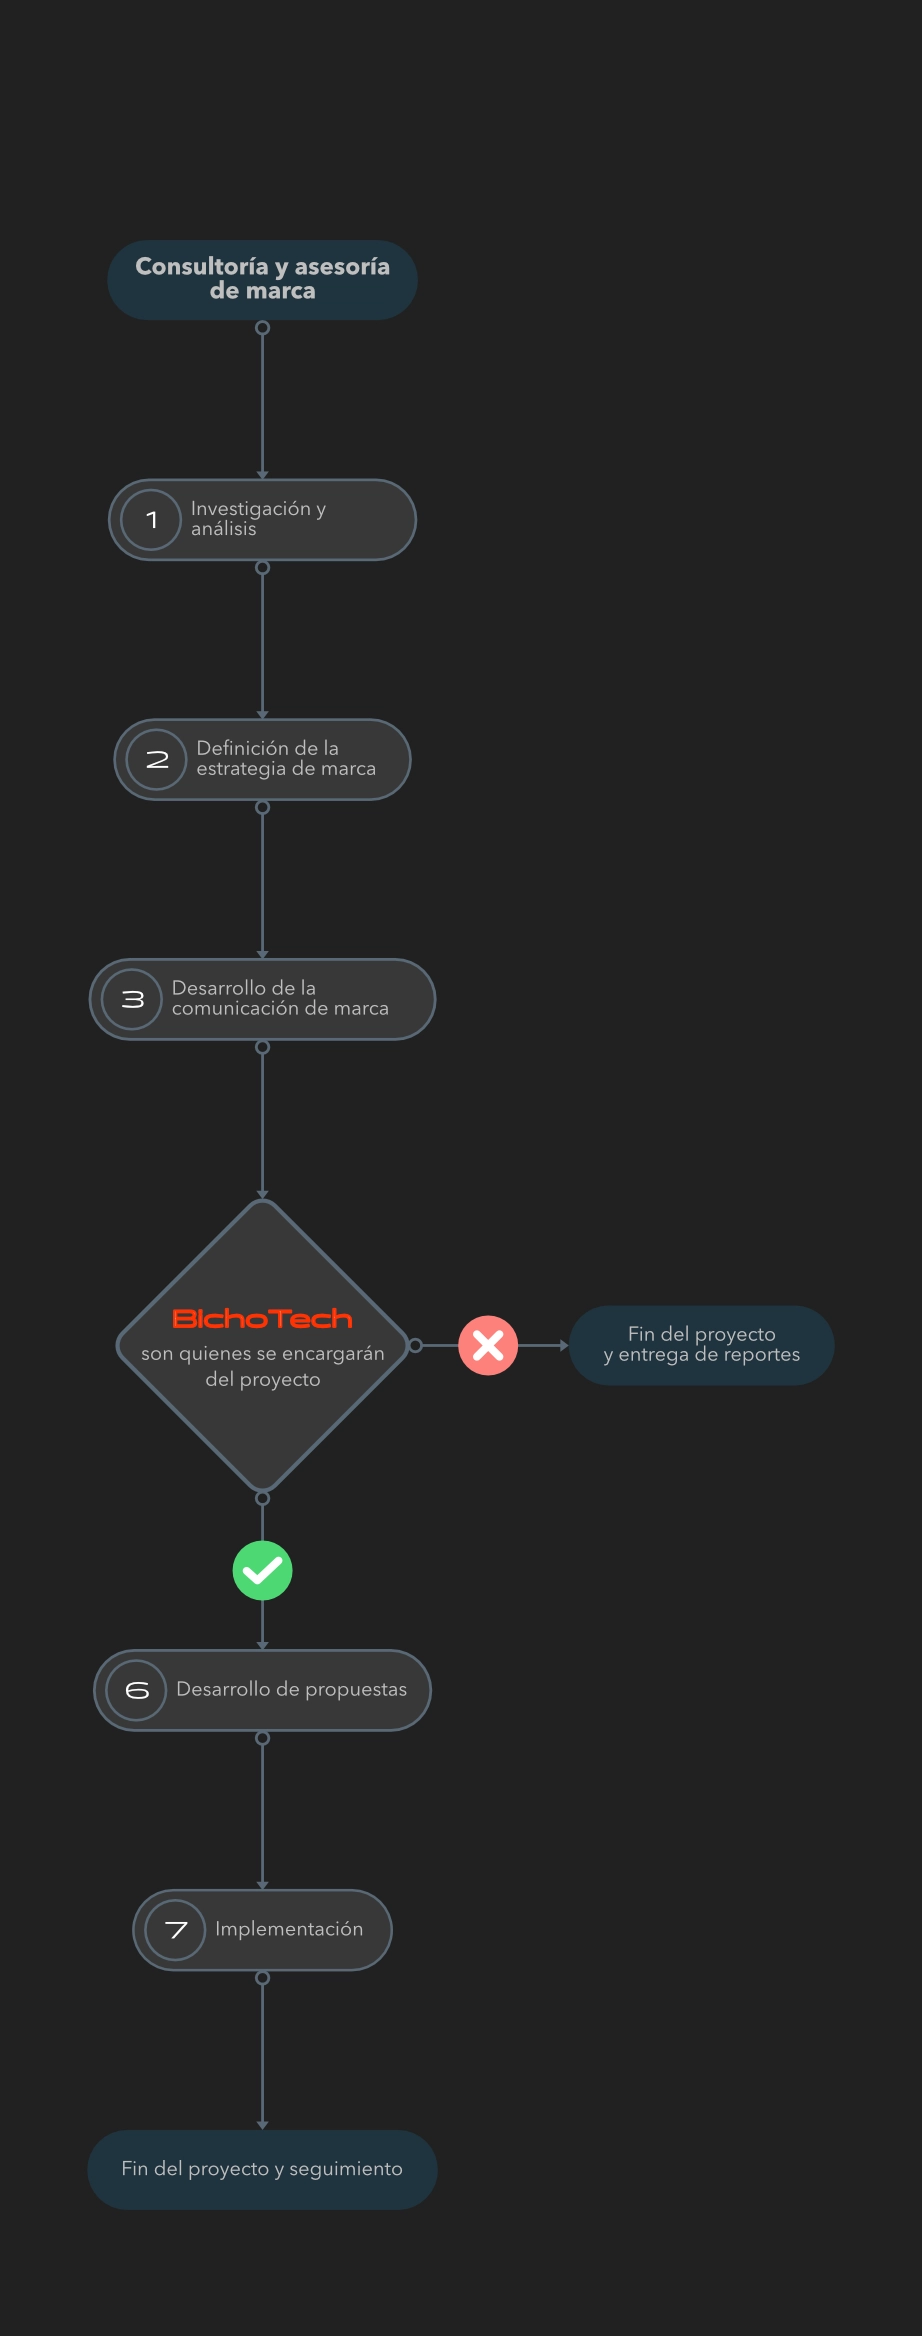 Consultoría y asesoría
de marca
1
Investigación y
análisis
2
Definición de la
estrategia de marca
3
Desarrollo de la
comunicación de marca
BichoTech
son quienes se encargarán
del proyecto
Fin del proyecto
y entrega de reportes
6
Desarrollo de propuestas
7
Implementación
Fin del proyecto y seguimiento